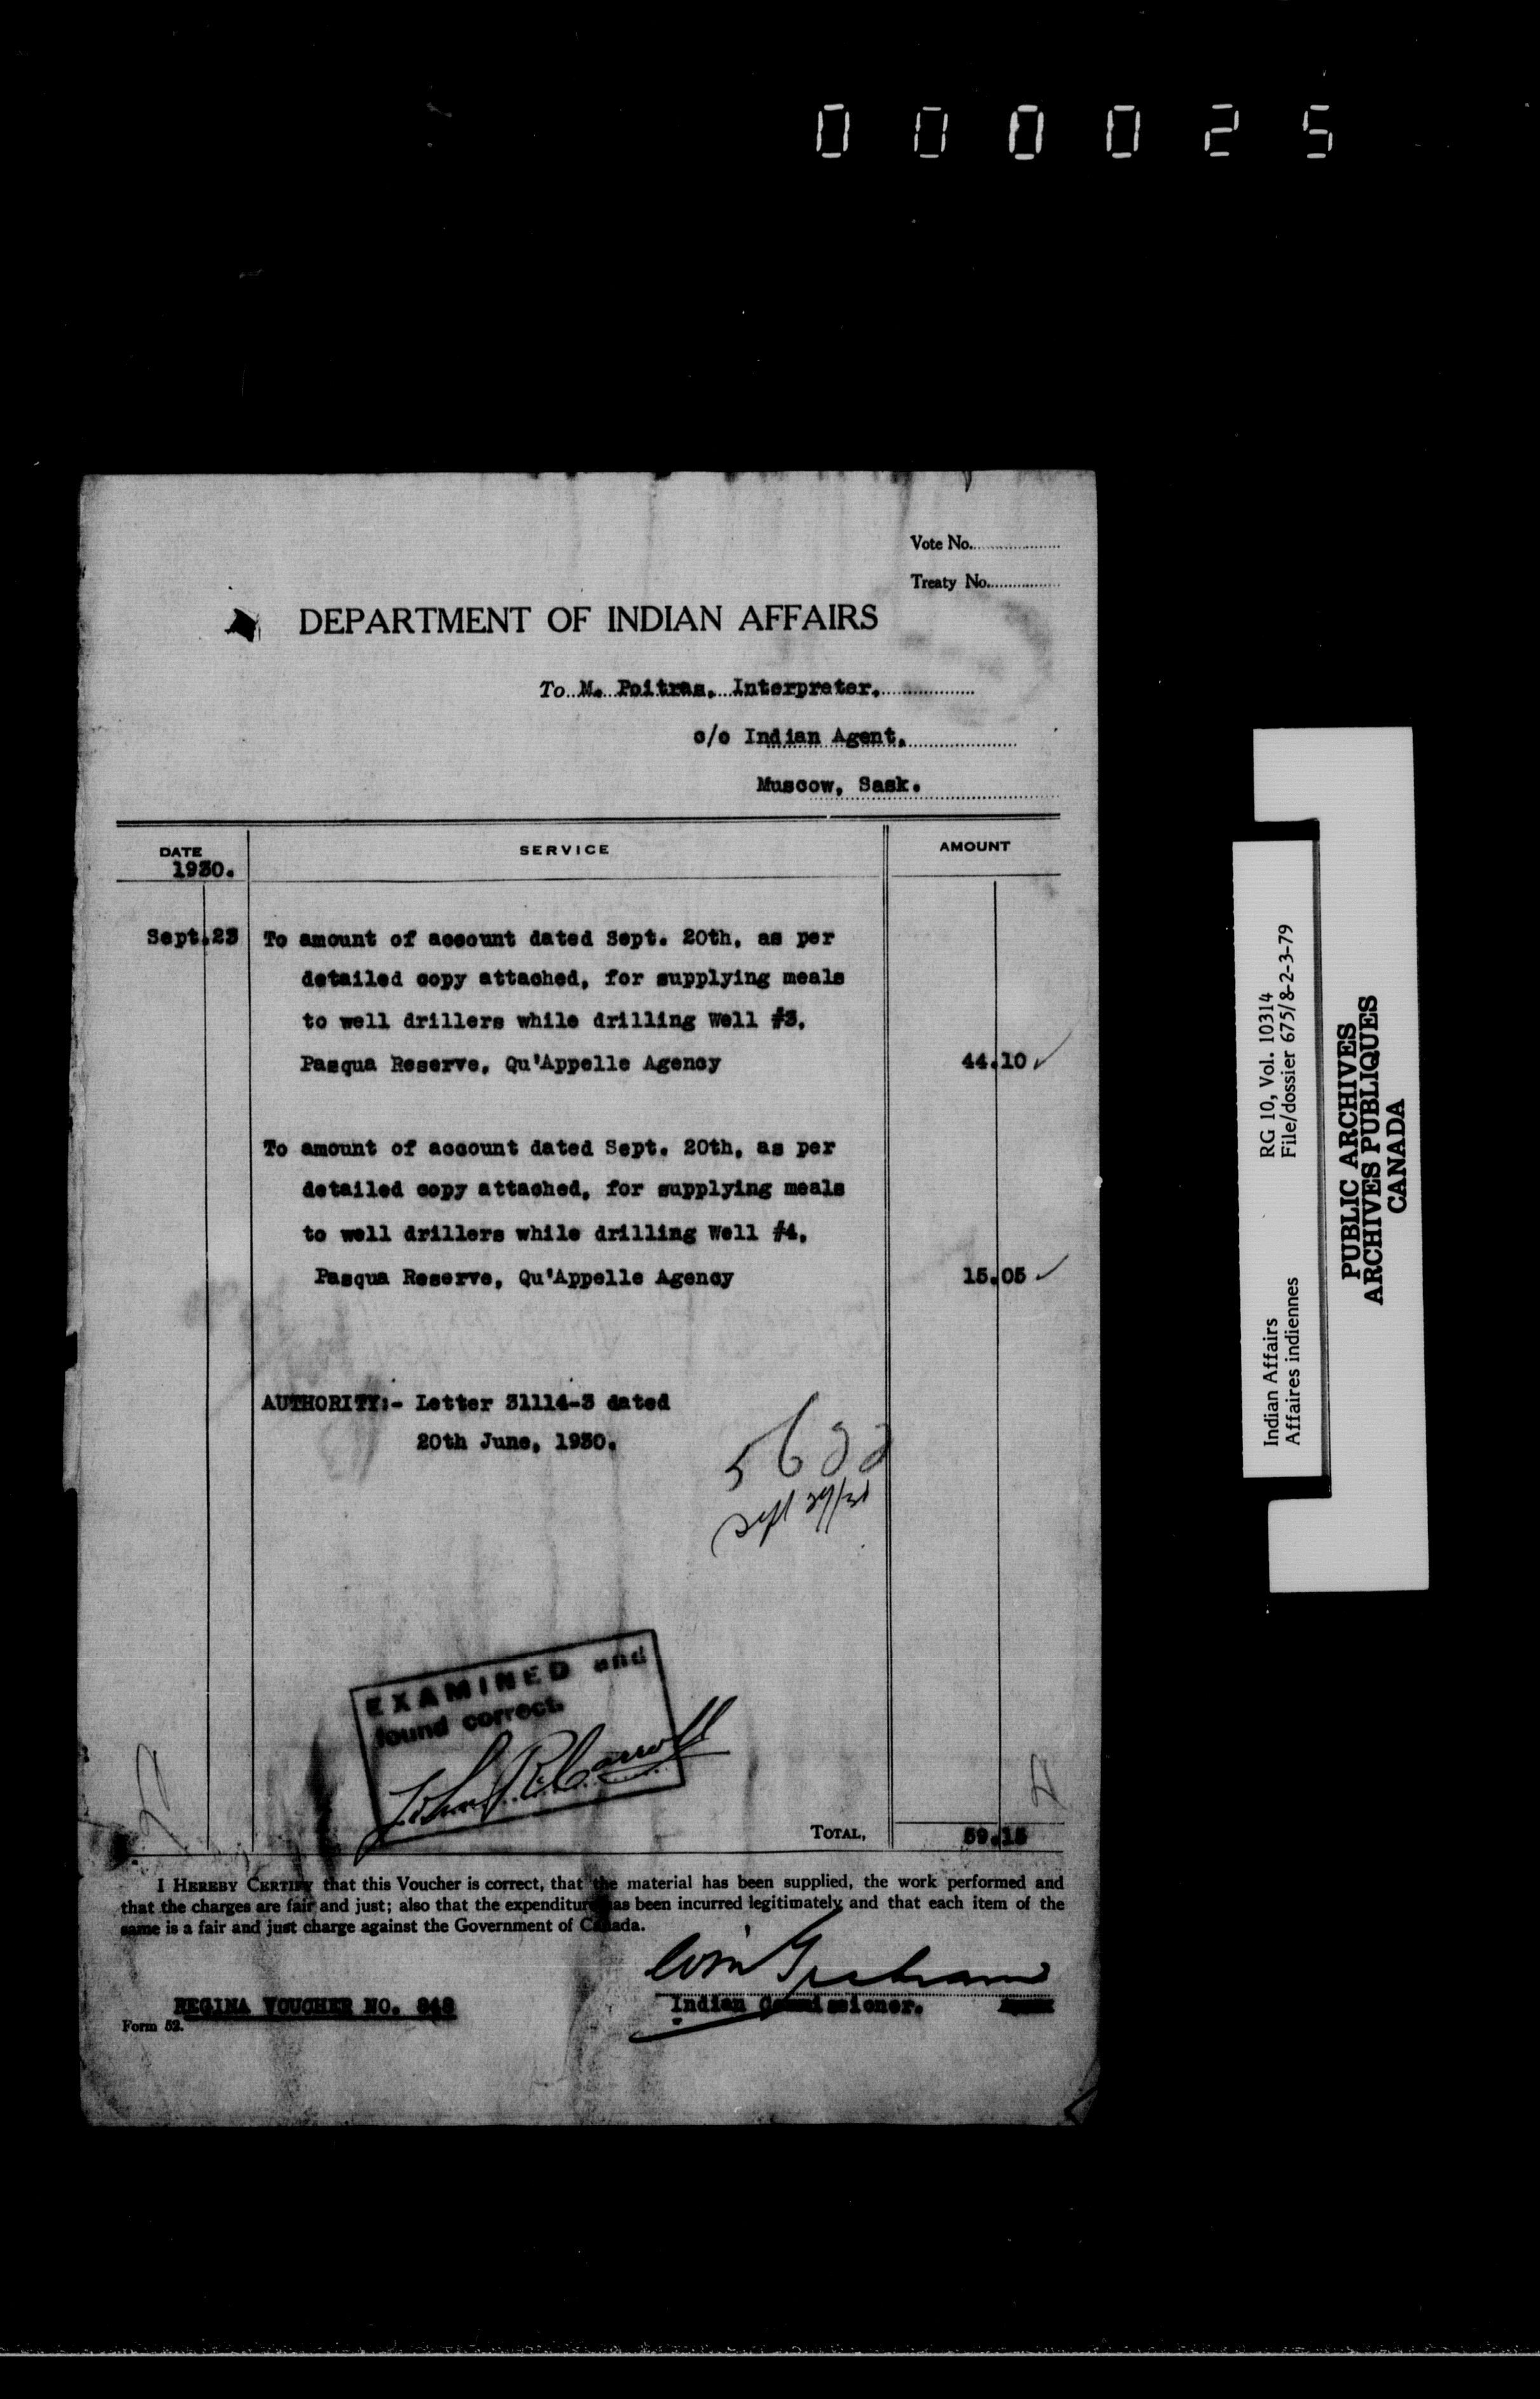 0 0 0 0 2 5
Vote No.
Treaty No.
DEPARTMENT OF INDIAN AFFAIRS
To M. Poitras, Interpreter,
c/o Indian Agent,
Muscow, Sask.
DATE SERVICE AMOUNT
1930.
Sept.23 To amount of account dated Sept. 20th, as per
detailed copy attached, for supplying meals
to well drillers while drilling Well #3,
Pasqua Reserve, Qu'Appelle Agency 44.10 ✓
To amount of account dated Sept. 20th, as per
detailed copy attached, for supplying meals
to well drillers while drilling Well #4,
Pasqua Reserve, Qu'Appelle Agency 15.05 ✓
AUTHORITY:- Letter 31114-3 dated
20th June, 1930.
Sept
EXAMINED and
found correct.
John R. Carroll
TOTAL, 59.15
I HEREBY CERTIFY that this Voucher is correct, that the material has been supplied, the work performed and
that the charges are fair and just; also that the expenditure has been incurred legitimately and that each item of the
same is a fair and just charge against the Government of Canada.
Wm Graham
REGINA VOUCHER NO. 848 Indian Commissioner.
Form 52.
Indian Affairs RG 10, Vol. 10314
Affaires indiennes File/dossier 675/8-2-3-79
PUBLIC ARCHIVES
ARCHIVES PUBLIQUES
CANADA